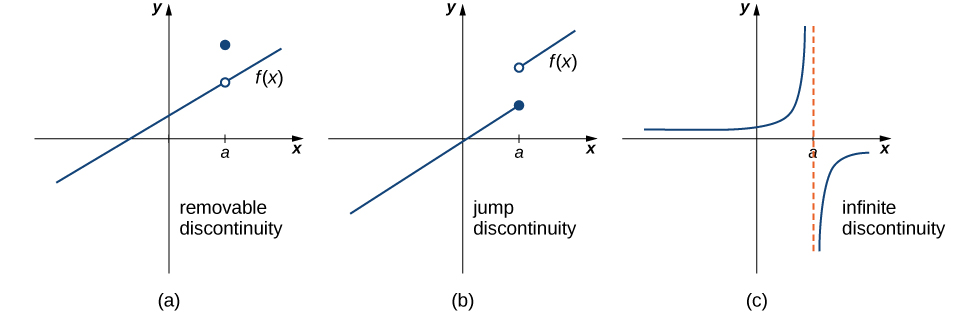 y
f(x)
a
x
removable
discontinuity
(a)
y
f(x)
a
x
jump
discontinuity
(b)
y
a
x
infinite
discontinuity
(c)